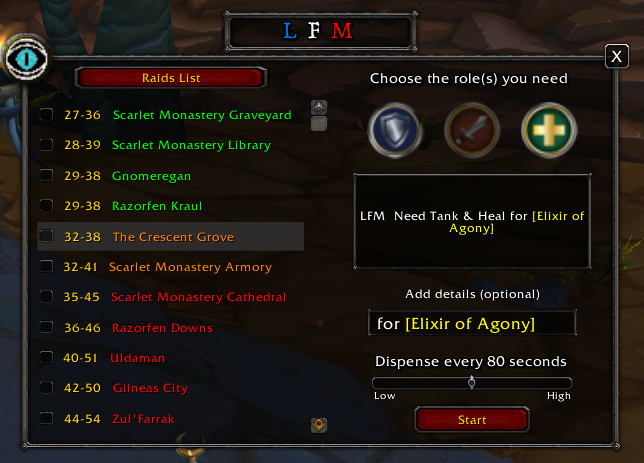 L F M
X
Raids List
Choose the role(s) you need
27-36 Scarlet Monastery Graveyard
28-39 Scarlet Monastery Library
29-38 Gnomeregan
29-38 Razorfen Kraul
32-38 The Crescent Grove
32-41 Scarlet Monastery Armory
35-45 Scarlet Monastery Cathedral
36-46 Razorfen Downs
40-51 Uldaman
42-50 Gilneas City
44-54 Zul'Farrak
LFM Need Tank & Heal for [Elixir of
Agony]
Add details (optional)
for [Elixir of Agony]
Dispense every 80 seconds
Low High
Start